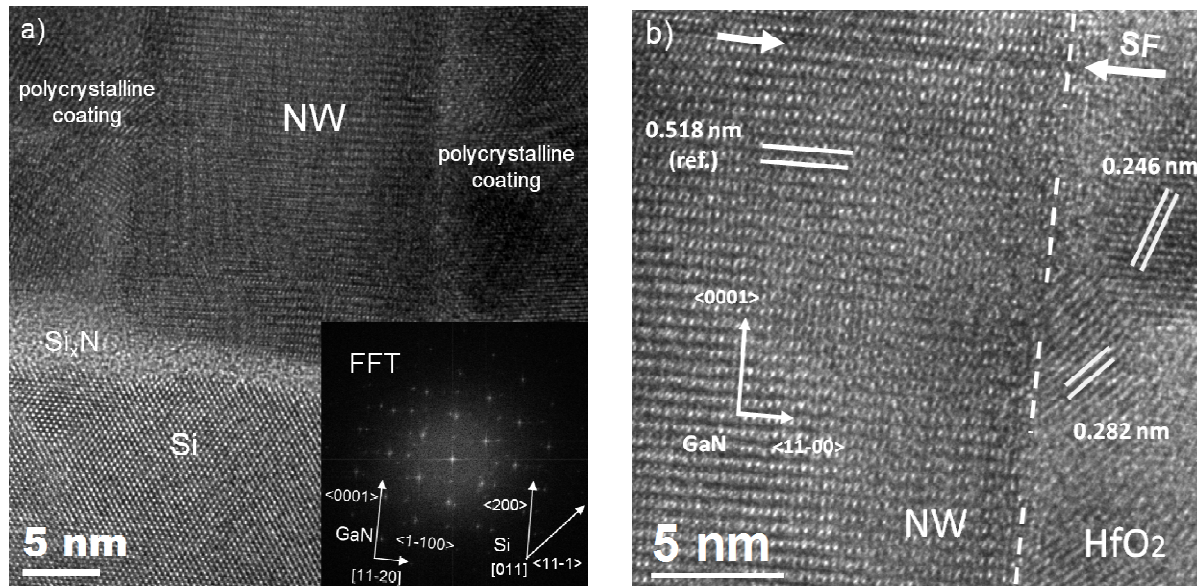 a)
polycrystalline
coating
NW
polycrystalline
coating
SiₓN
Si
5 nm
FFT
<0001>
GaN
<1-100>
[11-20]
<200>
Si
[011]
<11-1>
b)
SF
0.518 nm
(ref.)
0.246 nm
<0001>
GaN
<11-00>
0.282 nm
NW
HfO₂
5 nm